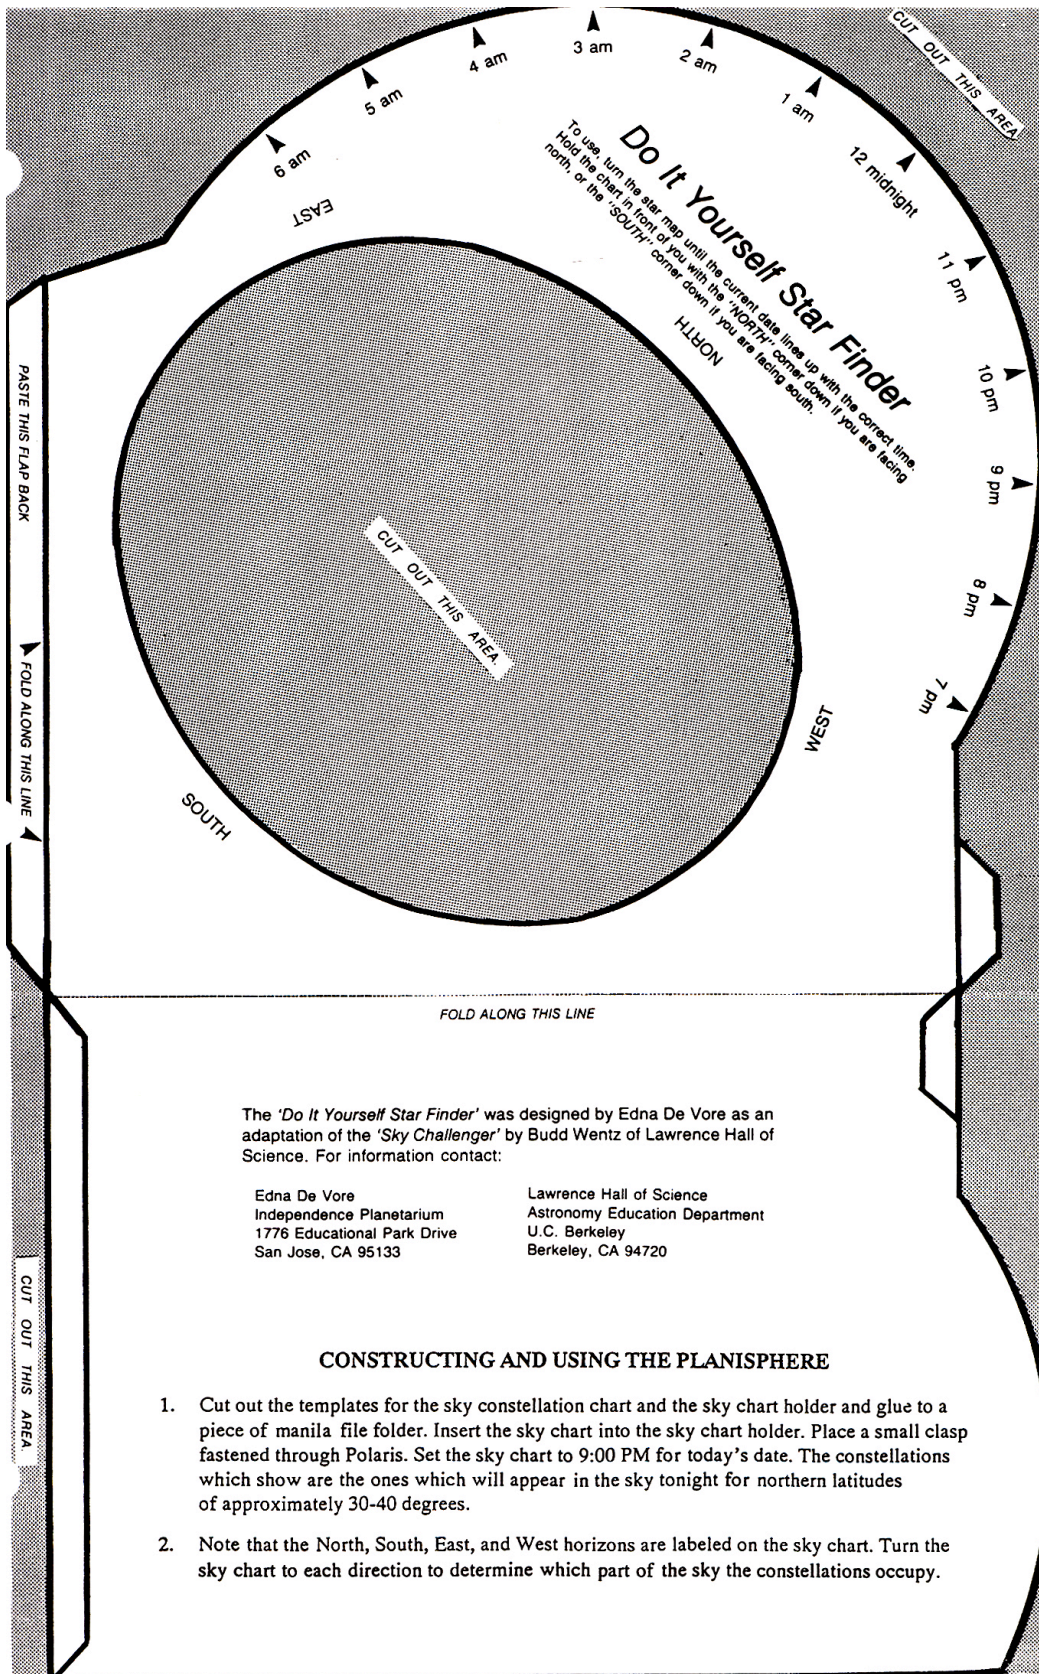 CUT OUT THIS AREA
6 am
5 am
4 am
3 am
2 am
1 am
12 midnight
11 pm
10 pm
9 pm
8 pm
7 pm
Do It Yourself Star Finder
To use, turn the star map until the current date lines up with the correct time.
Hold the chart in front of you with the "NORTH" corner down if you are facing
north, or the "SOUTH" corner down if you are facing south.
EAST
NORTH
WEST
SOUTH
CUT OUT THIS AREA.
PASTE THIS FLAP BACK
FOLD ALONG THIS LINE
FOLD ALONG THIS LINE
The 'Do It Yourself Star Finder' was designed by Edna De Vore as an
adaptation of the 'Sky Challenger' by Budd Wentz of Lawrence Hall of
Science. For information contact:
Edna De Vore
Independence Planetarium
1776 Educational Park Drive
San Jose, CA 95133
Lawrence Hall of Science
Astronomy Education Department
U.C. Berkeley
Berkeley, CA 94720
CUT OUT THIS AREA
CONSTRUCTING AND USING THE PLANISPHERE
1. Cut out the templates for the sky constellation chart and the sky chart holder and glue to a
piece of manila file folder. Insert the sky chart into the sky chart holder. Place a small clasp
fastened through Polaris. Set the sky chart to 9:00 PM for today's date. The constellations
which show are the ones which will appear in the sky tonight for northern latitudes
of approximately 30-40 degrees.
2. Note that the North, South, East, and West horizons are labeled on the sky chart. Turn the
sky chart to each direction to determine which part of the sky the constellations occupy.